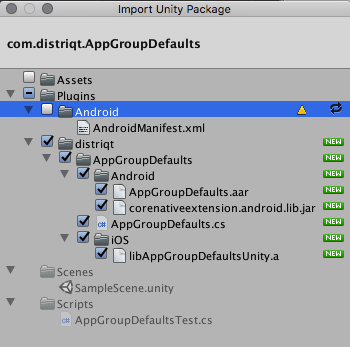 Import Unity Package
com.distriqt.AppGroupDefaults
Assets
Plugins
Android
AndroidManifest.xml
distriqt NEW
AppGroupDefaults NEW
Android NEW
AppGroupDefaults.aar NEW
corenativeextension.android.lib.jar NEW
C# AppGroupDefaults.cs NEW
iOS NEW
libAppGroupDefaultsUnity.a NEW
Scenes
SampleScene.unity
Scripts
C# AppGroupDefaultsTest.cs